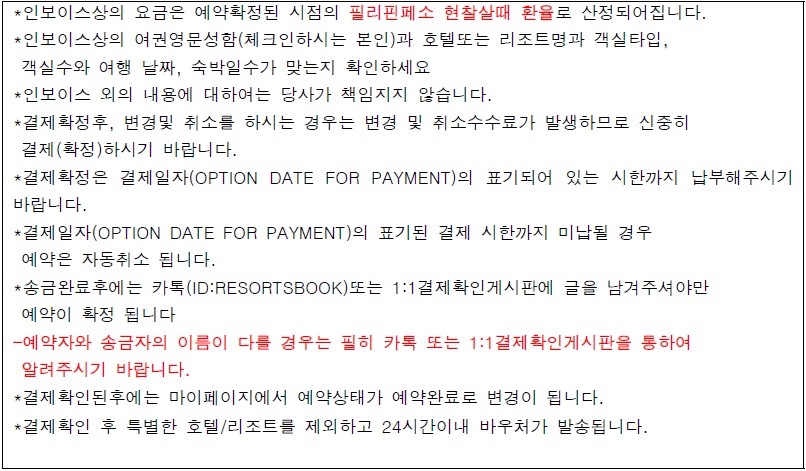 *인보이스상의 요금은 예약확정된 시점의 필리핀페소 현찰살때 환율로 산정되어집니다.
*인보이스상의 여권영문성함(체크인하시는 본인)과 호텔또는 리조트명과 객실타입,
객실수와 여행 날짜, 숙박일수가 맞는지 확인하세요
*인보이스 외의 내용에 대하여는 당사가 책임지지 않습니다.
*결제확정후, 변경및 취소를 하시는 경우는 변경 및 취소수수료가 발생하므로 신중히
결제(확정)하시기 바랍니다.
*결제확정은 결제일자(OPTION DATE FOR PAYMENT)의 표기되어 있는 시한까지 납부해주시기
바랍니다.
*결제일자(OPTION DATE FOR PAYMENT)의 표기된 결제 시한까지 미납될 경우
예약은 자동취소 됩니다.
*송금완료후에는 카톡(ID:RESORTSBOOK)또는 1:1결제확인게시판에 글을 남겨주셔야만
예약이 확정 됩니다
-예약자와 송금자의 이름이 다를 경우는 필히 카톡 또는 1:1결제확인게시판을 통하여
알려주시기 바랍니다.
*결제확인된후에는 마이페이지에서 예약상태가 예약완료로 변경이 됩니다.
*결제확인 후 특별한 호텔/리조트를 제외하고 24시간이내 바우처가 발송됩니다.